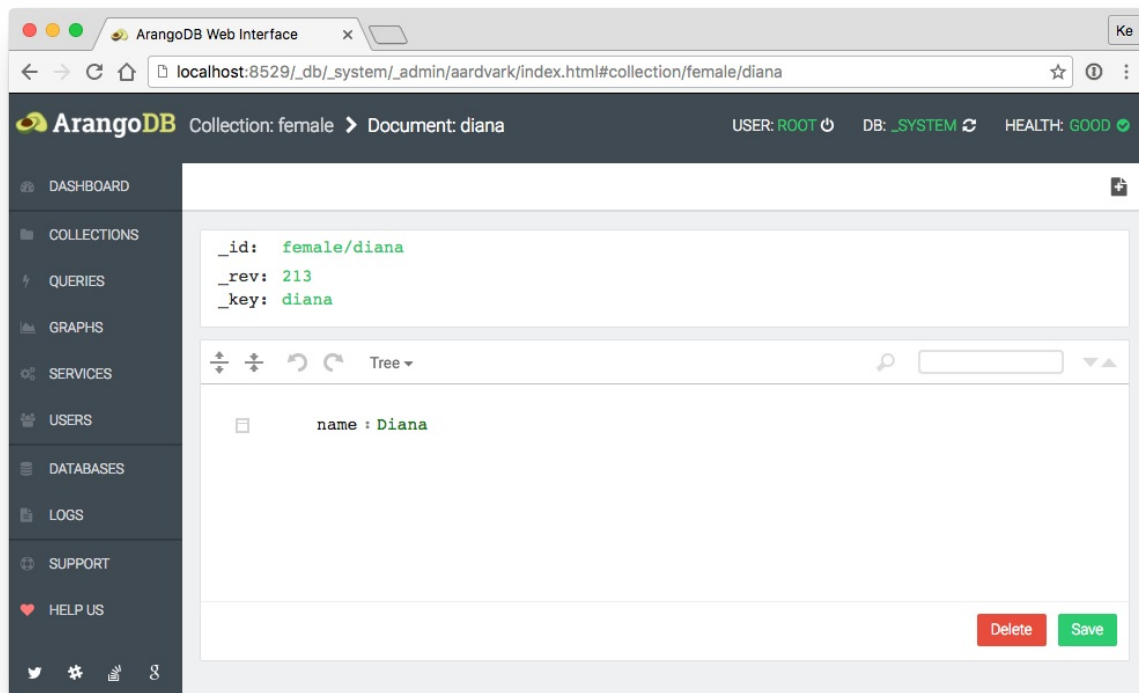 ArangoDB Web Interface
Ke
localhost:8529/_db/_system/_admin/aardvark/index.html#collection/female/diana
ArangoDB Collection: female > Document: diana USER: ROOT DB: _SYSTEM HEALTH: GOOD
DASHBOARD
COLLECTIONS
QUERIES
GRAPHS
SERVICES
USERS
DATABASES
LOGS
SUPPORT
HELP US
_id: female/diana
_rev: 213
_key: diana
Tree
name : Diana
Delete Save